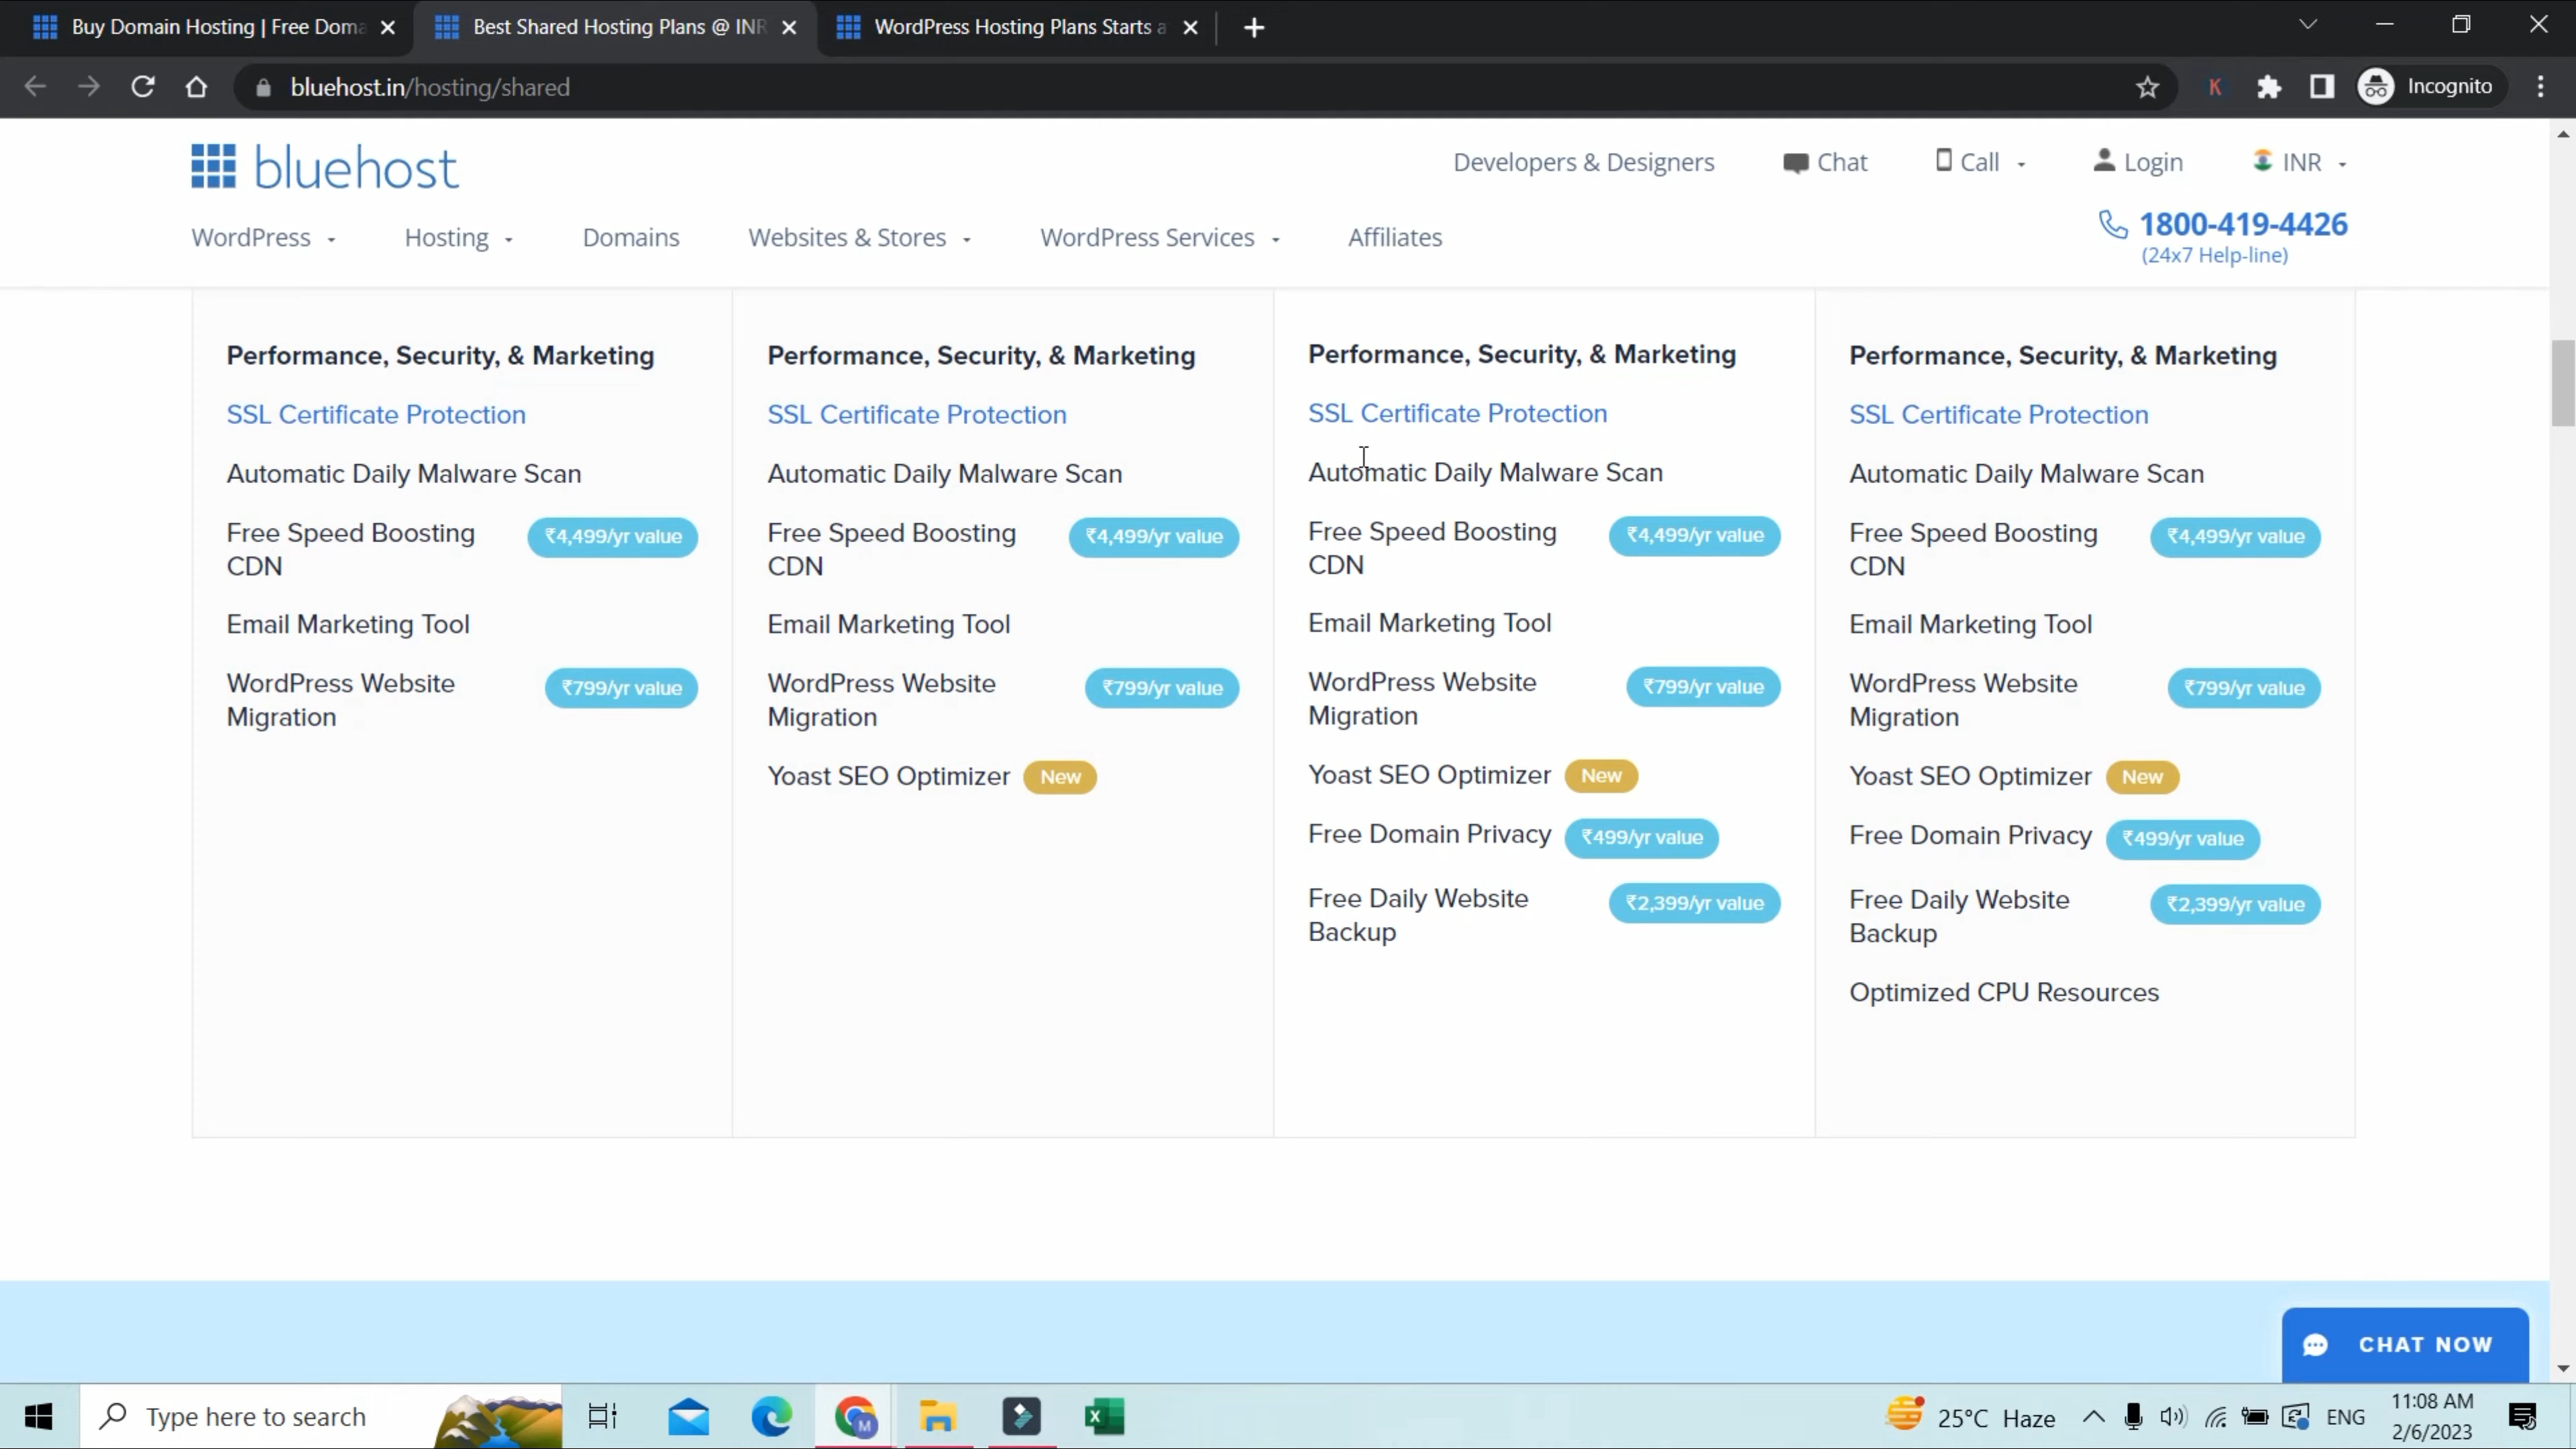 Buy Domain Hosting | Free Doma
Best Shared Hosting Plans @ INR
WordPress Hosting Plans Starts a
bluehost.in/hosting/shared
K
Incognito
bluehost
Developers & Designers
Chat
Call
Login
INR
WordPress
Hosting
Domains
Websites & Stores
WordPress Services
Affiliates
1800-419-4426
(24x7 Help-line)
Performance, Security, & Marketing
SSL Certificate Protection
Automatic Daily Malware Scan
Free Speed Boosting
CDN
₹4,499/yr value
Email Marketing Tool
WordPress Website
Migration
₹799/yr value
Performance, Security, & Marketing
SSL Certificate Protection
Automatic Daily Malware Scan
Free Speed Boosting
CDN
₹4,499/yr value
Email Marketing Tool
WordPress Website
Migration
₹799/yr value
Yoast SEO Optimizer New
Performance, Security, & Marketing
SSL Certificate Protection
Automatic Daily Malware Scan
Free Speed Boosting
CDN
₹4,499/yr value
Email Marketing Tool
WordPress Website
Migration
₹799/yr value
Yoast SEO Optimizer New
Free Domain Privacy ₹499/yr value
Free Daily Website
Backup
₹2,399/yr value
Performance, Security, & Marketing
SSL Certificate Protection
Automatic Daily Malware Scan
Free Speed Boosting
CDN
₹4,499/yr value
Email Marketing Tool
WordPress Website
Migration
₹799/yr value
Yoast SEO Optimizer New
Free Domain Privacy ₹499/yr value
Free Daily Website
Backup
₹2,399/yr value
Optimized CPU Resources
CHAT NOW
Type here to search
M
X
25°C Haze
ENG
11:08 AM
2/6/2023